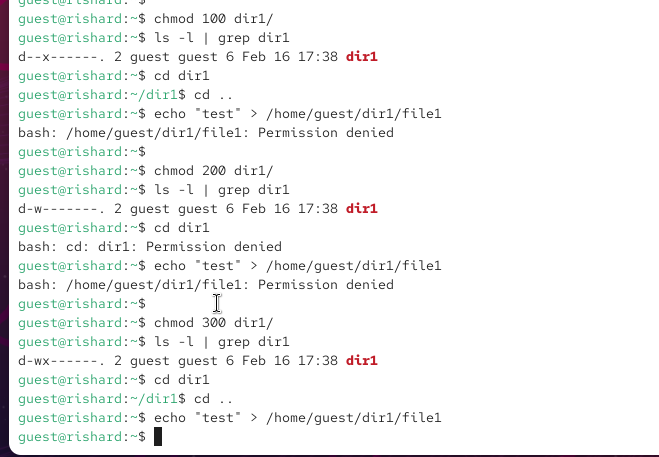 guest@rishard:~$
guest@rishard:~$ chmod 100 dir1/
guest@rishard:~$ ls -l | grep dir1
d--x------. 2 guest guest 6 Feb 16 17:38 dir1
guest@rishard:~$ cd dir1
guest@rishard:~/dir1$ cd ..
guest@rishard:~$ echo "test" > /home/guest/dir1/file1
bash: /home/guest/dir1/file1: Permission denied
guest@rishard:~$
guest@rishard:~$ chmod 200 dir1/
guest@rishard:~$ ls -l | grep dir1
d-w-------. 2 guest guest 6 Feb 16 17:38 dir1
guest@rishard:~$ cd dir1
bash: cd: dir1: Permission denied
guest@rishard:~$ echo "test" > /home/guest/dir1/file1
bash: /home/guest/dir1/file1: Permission denied
guest@rishard:~$
guest@rishard:~$ chmod 300 dir1/
guest@rishard:~$ ls -l | grep dir1
d-wx------. 2 guest guest 6 Feb 16 17:38 dir1
guest@rishard:~$ cd dir1
guest@rishard:~/dir1$ cd ..
guest@rishard:~$ echo "test" > /home/guest/dir1/file1
guest@rishard:~$